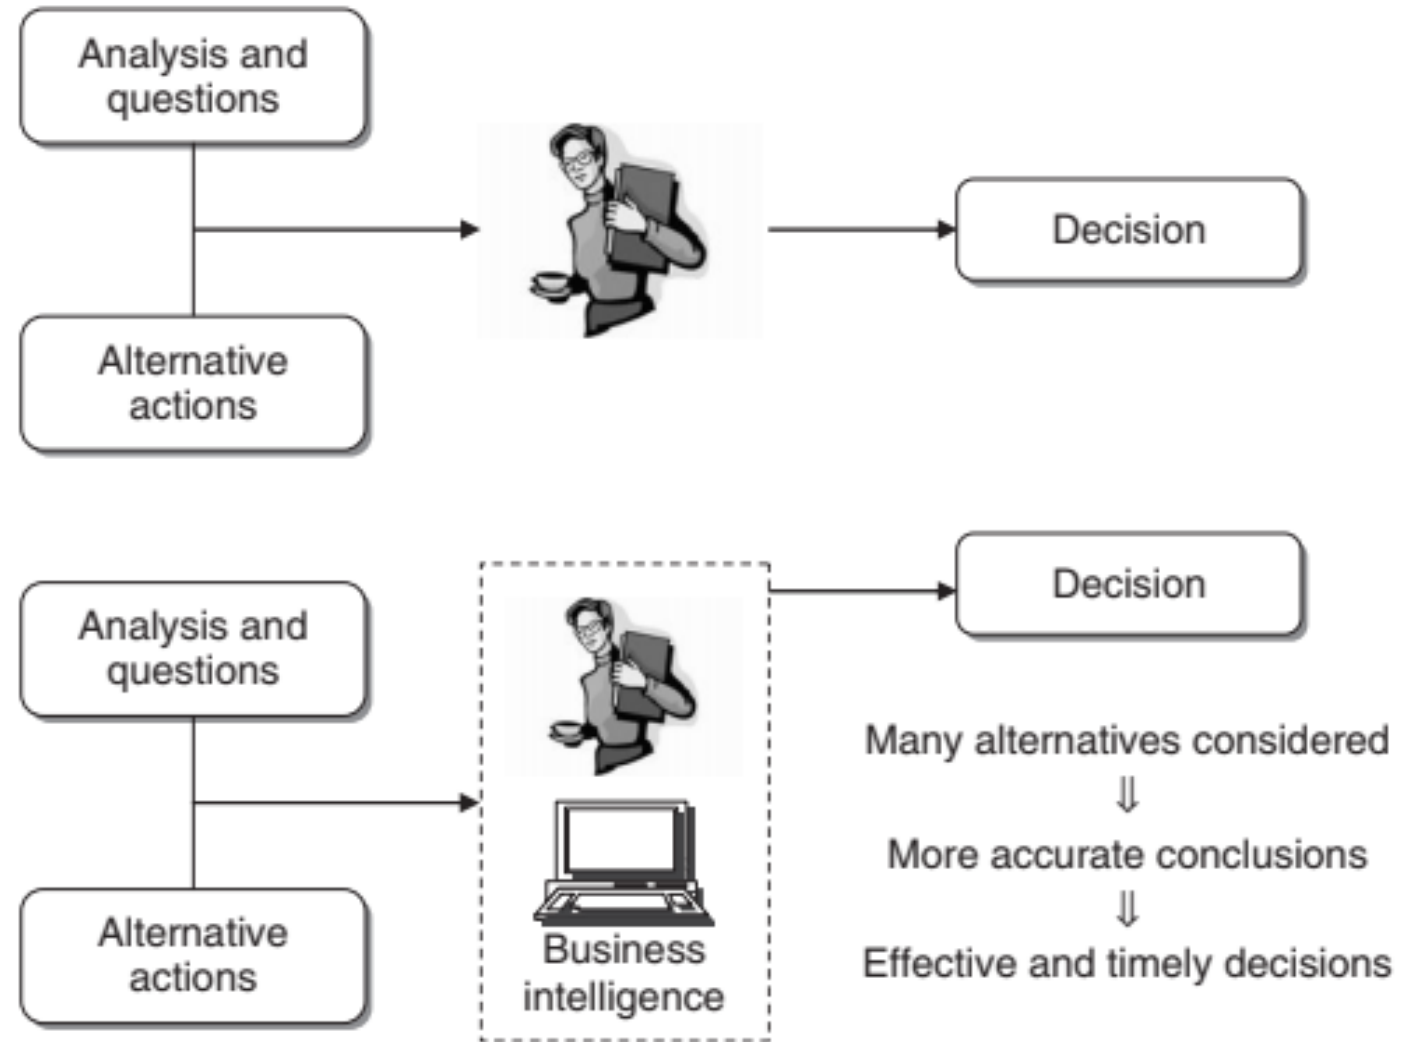 Analysis and
questions
Decision
Alternative
actions
Analysis and
questions
Decision
Many alternatives considered
⇓
More accurate conclusions
⇓
Effective and timely decisions
Alternative
actions
Business
intelligence